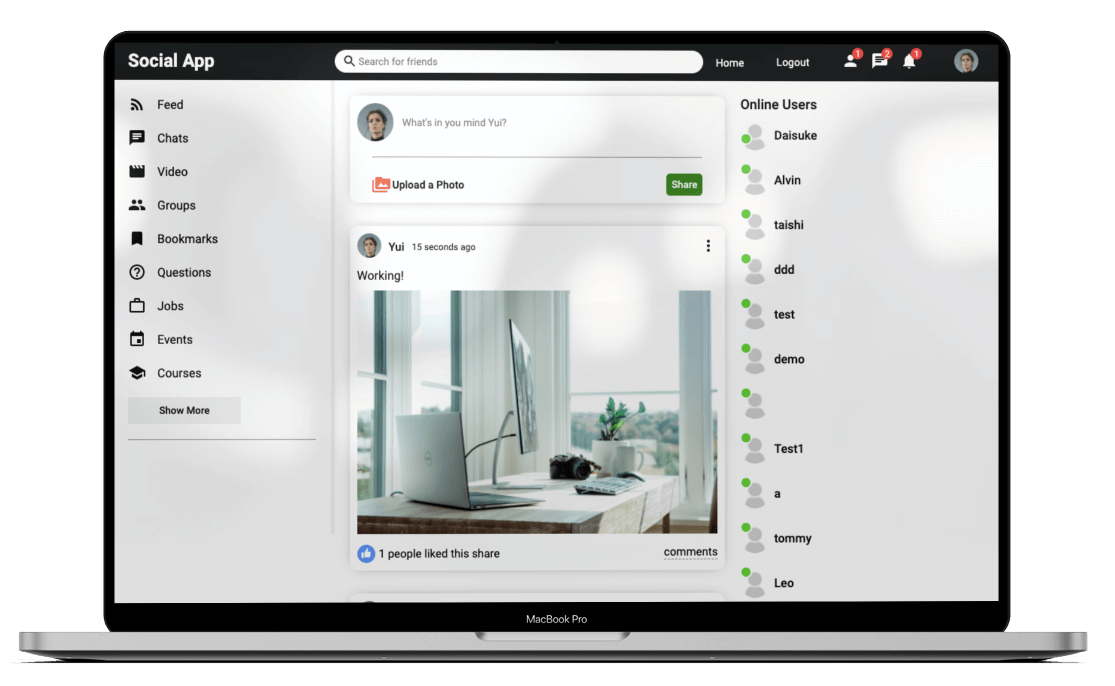 Social App
Search for friends
Home
Logout
1
2
1
Feed
Chats
Video
Groups
Bookmarks
Questions
Jobs
Events
Courses
Show More
What's in you mind Yui?
Upload a Photo
Share
Yui 15 seconds ago
Working!
1 people liked this share
comments
Online Users
Daisuke
Alvin
taishi
ddd
test
demo
Test1
a
tommy
Leo
MacBook Pro